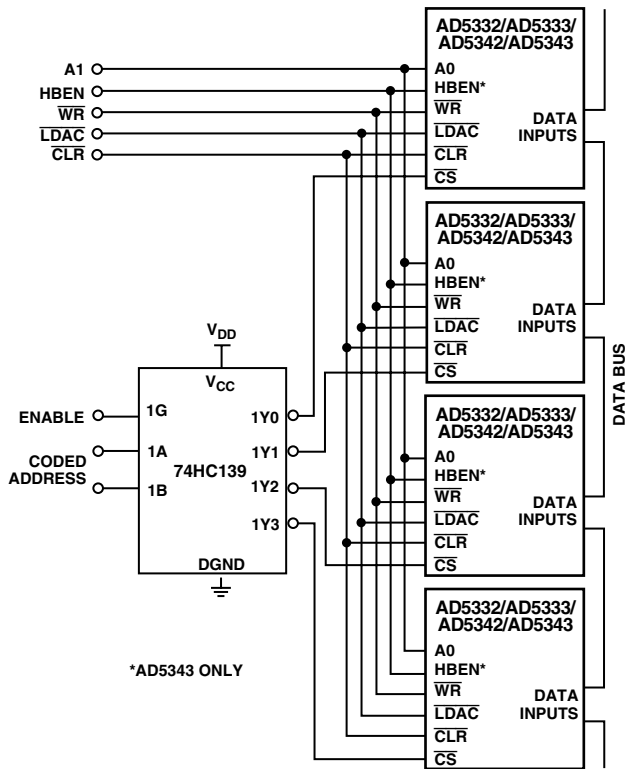 A1
HBEN
WR
LDAC
CLR
AD5332/AD5333/
AD5342/AD5343
A0
HBEN*
WR
LDAC
CLR
CS
DATA
INPUTS
AD5332/AD5333/
AD5342/AD5343
A0
HBEN*
WR
LDAC
CLR
CS
DATA
INPUTS
AD5332/AD5333/
AD5342/AD5343
A0
HBEN*
WR
LDAC
CLR
CS
DATA
INPUTS
AD5332/AD5333/
AD5342/AD5343
A0
HBEN*
WR
LDAC
CLR
CS
DATA
INPUTS
DATA BUS
VDD
VCC
ENABLE
CODED
ADDRESS
1G
1A
1B
74HC139
1Y0
1Y1
1Y2
1Y3
DGND
*AD5343 ONLY